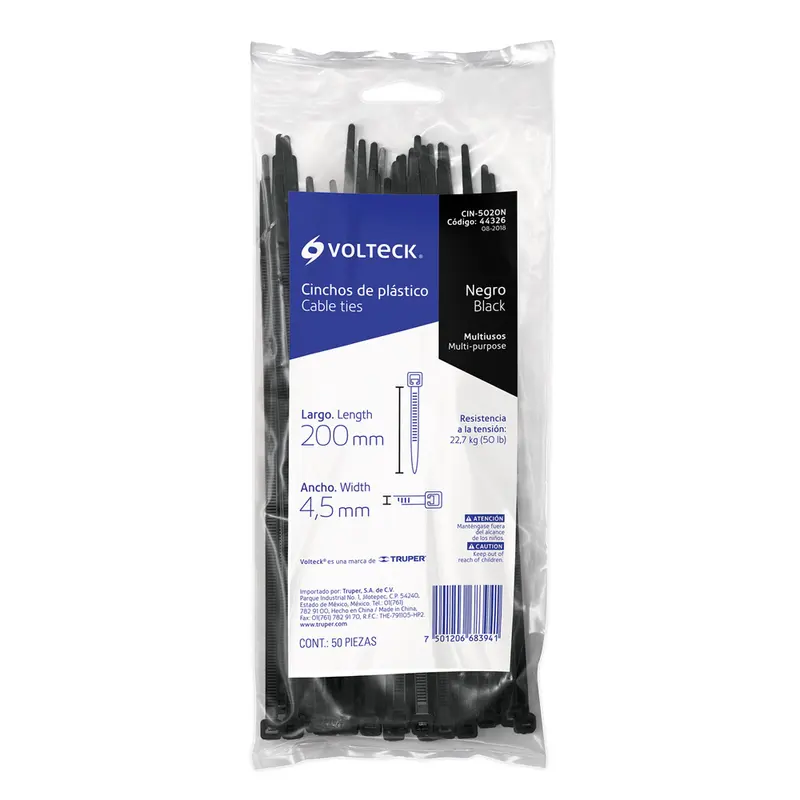 VOLTECK®
Cinchos de plástico
Cable ties
CIN-5020N
Código: 44326
08-2018
Negro
Black
Multiusos
Multi-purpose
Largo. Length
200 mm
Resistencia
a la tensión:
22,7 kg (50 lb)
Ancho. Width
4,5 mm
ATENCIÓN
Manténgase fuera
del alcance
de los niños.
CAUTION
Keep out of
reach of children.
Volteck® es una marca de TRUPER®
Importado por: Truper, S.A. de C.V.
Parque Industrial No. 1, Jilotepec, C.P. 54240,
Estado de México, México. Tel.: 01(761)
782 91 00, Hecho en China / Made in China,
Fax: 01(761) 782 91 70, R.F.C.: THE-791105-HP2.
www.truper.com
CONT.: 50 PIEZAS
7 501206 683941